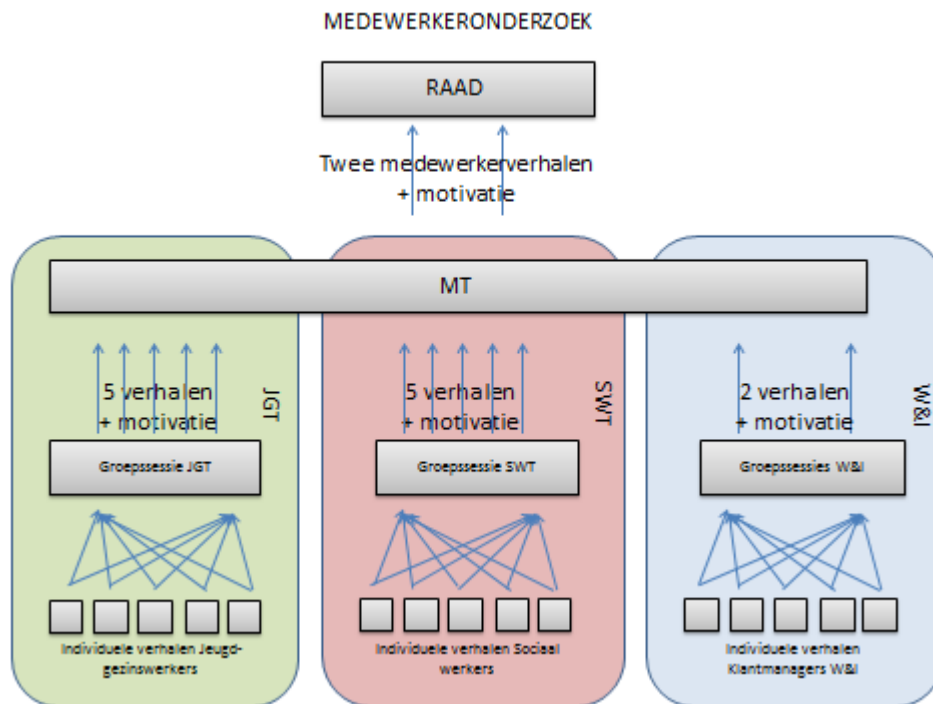 MEDEWERKERONDERZOEK
RAAD
Twee medewerkerverhalen
+ motivatie
MT
5 verhalen
+ motivatie
JGT
5 verhalen
+ motivatie
SWT
2 verhalen
+ motivatie
W&I
Groepssessie JGT
Groepssessie SWT
Groepssessies W&I
Individuele verhalen Jeugd-
gezinswerkers
Individuele verhalen Sociaal
werkers
Individuele verhalen
Klantmanagers W&I